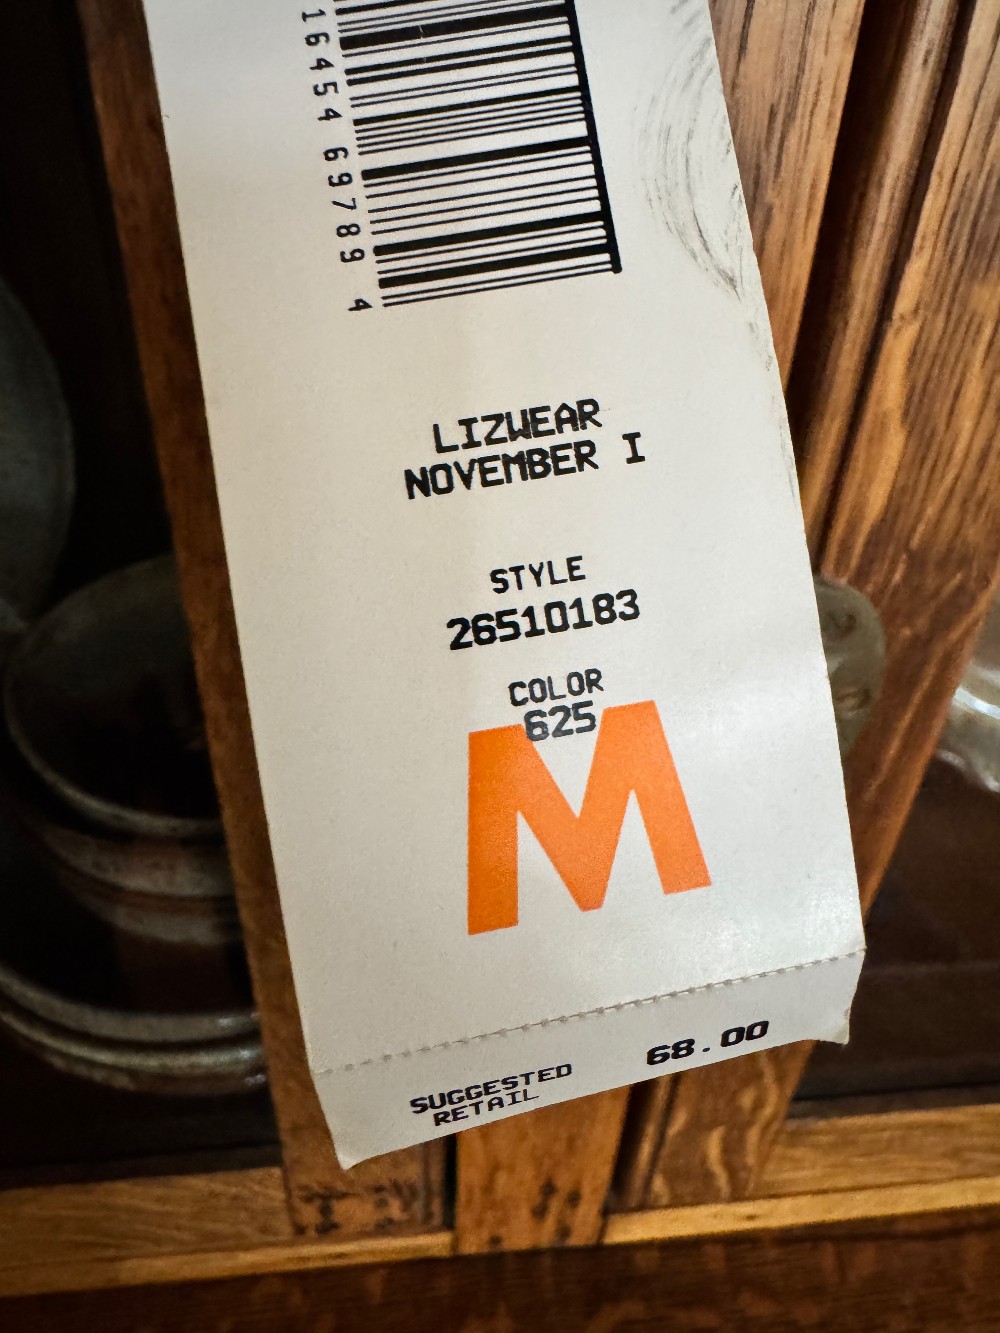 16454 69789 4
LIZWEAR
NOVEMBER I
STYLE
26510183
COLOR
625
M
SUGGESTED
RETAIL
68.00